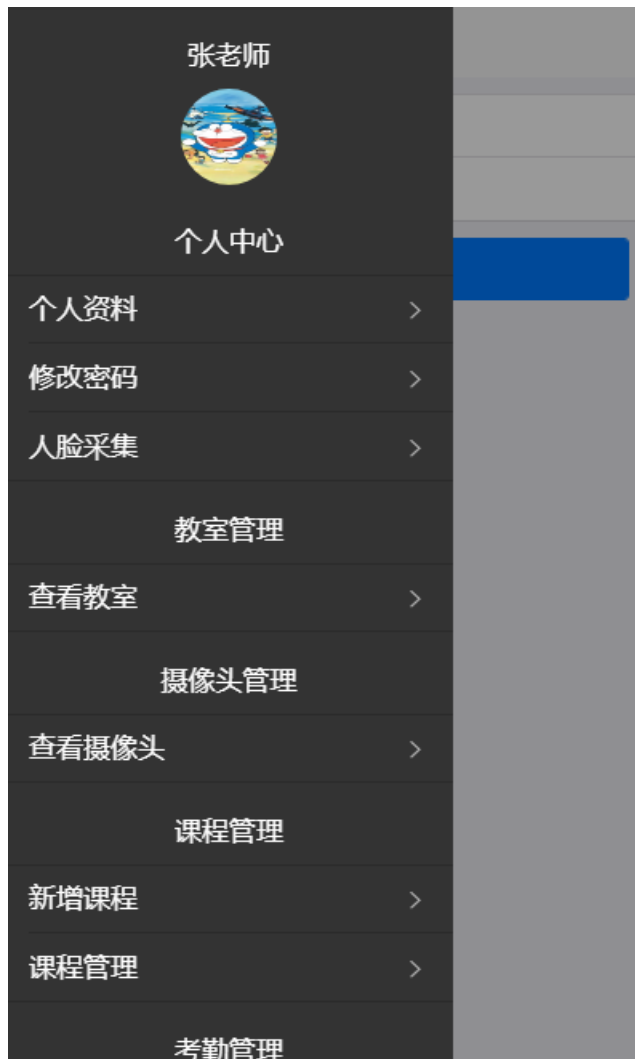 张老师
个人中心
个人资料
修改密码
人脸采集
教室管理
查看教室
摄像头管理
查看摄像头
课程管理
新增课程
课程管理
考勤管理